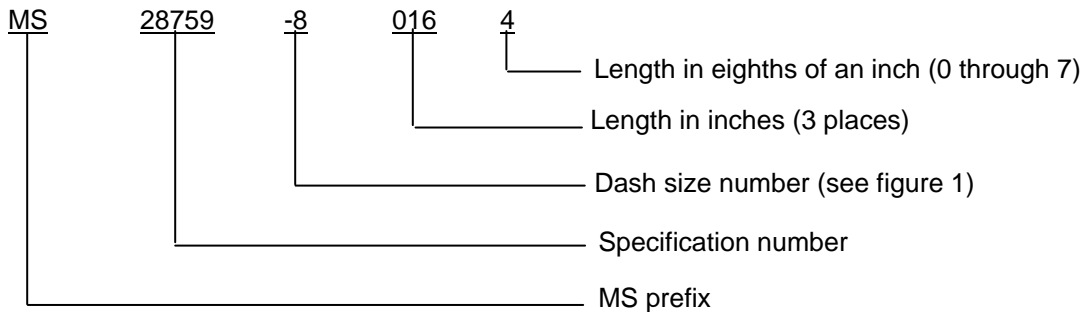 MS 28759 -8 016 4
Length in eighths of an inch (0 through 7)
Length in inches (3 places)
Dash size number (see figure 1)
Specification number
MS prefix